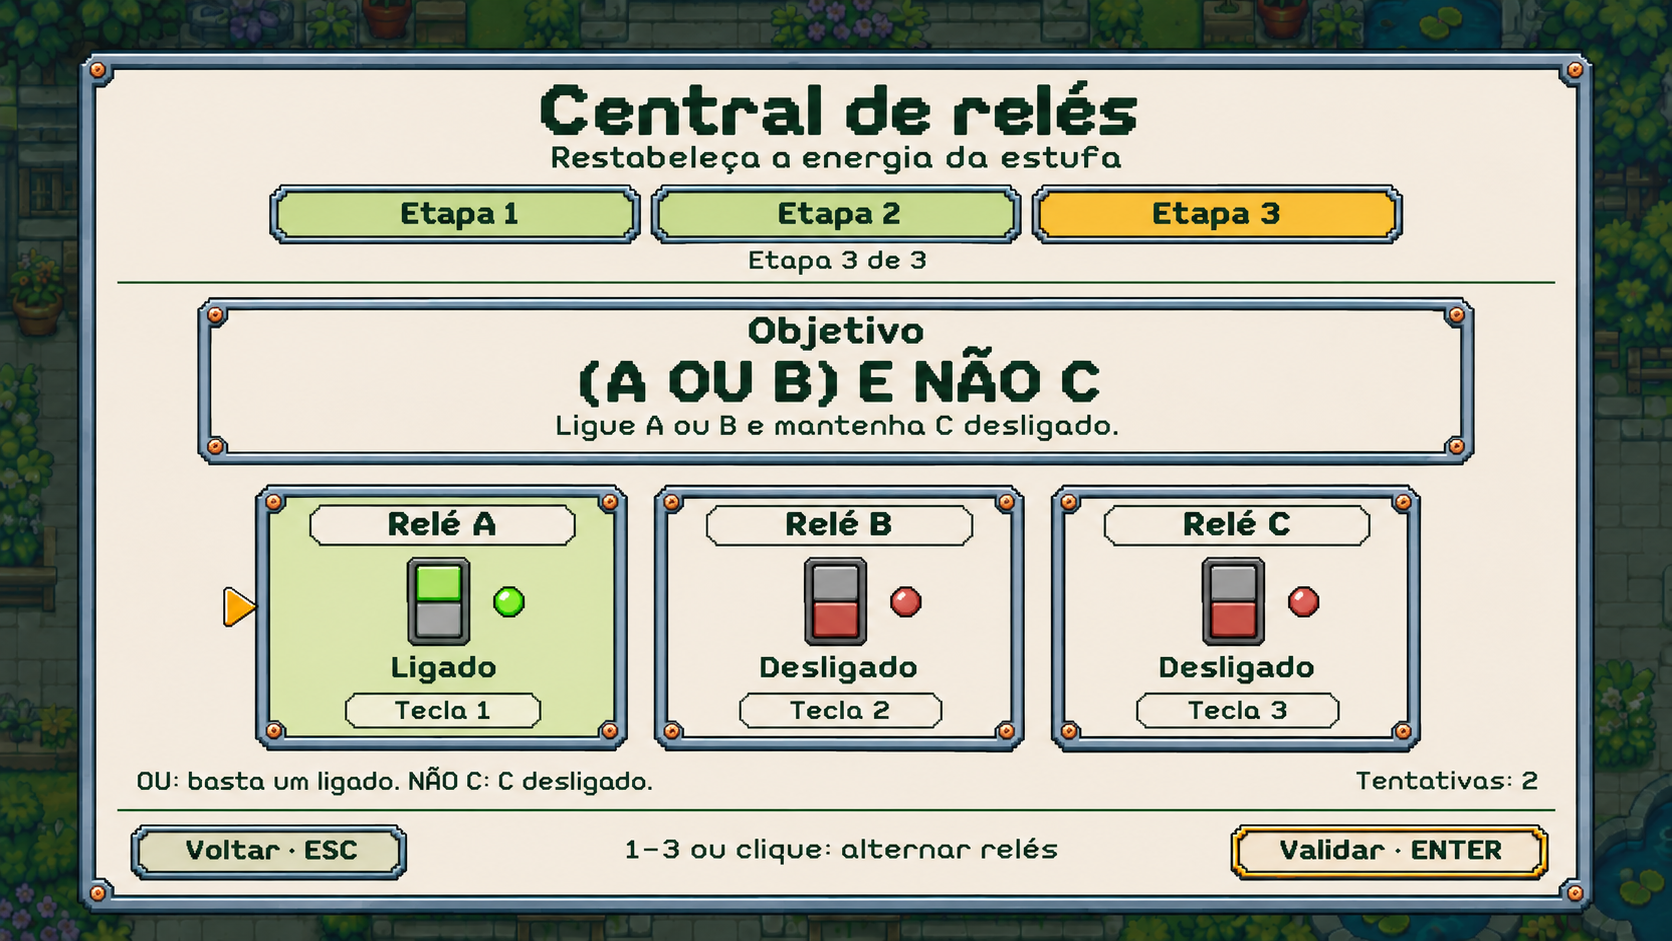 Central de relés
Restabeleça a energia da estufa
Etapa 1
Etapa 2
Etapa 3
Etapa 3 de 3
Objetivo
(A OU B) E NÃO C
Ligue A ou B e mantenha C desligado.
Relé A
Ligado
Tecla 1
Relé B
Desligado
Tecla 2
Relé C
Desligado
Tecla 3
OU: basta um ligado. NÃO C: C desligado.
Tentativas: 2
Voltar · ESC
1-3 ou clique: alternar relés
Validar · ENTER